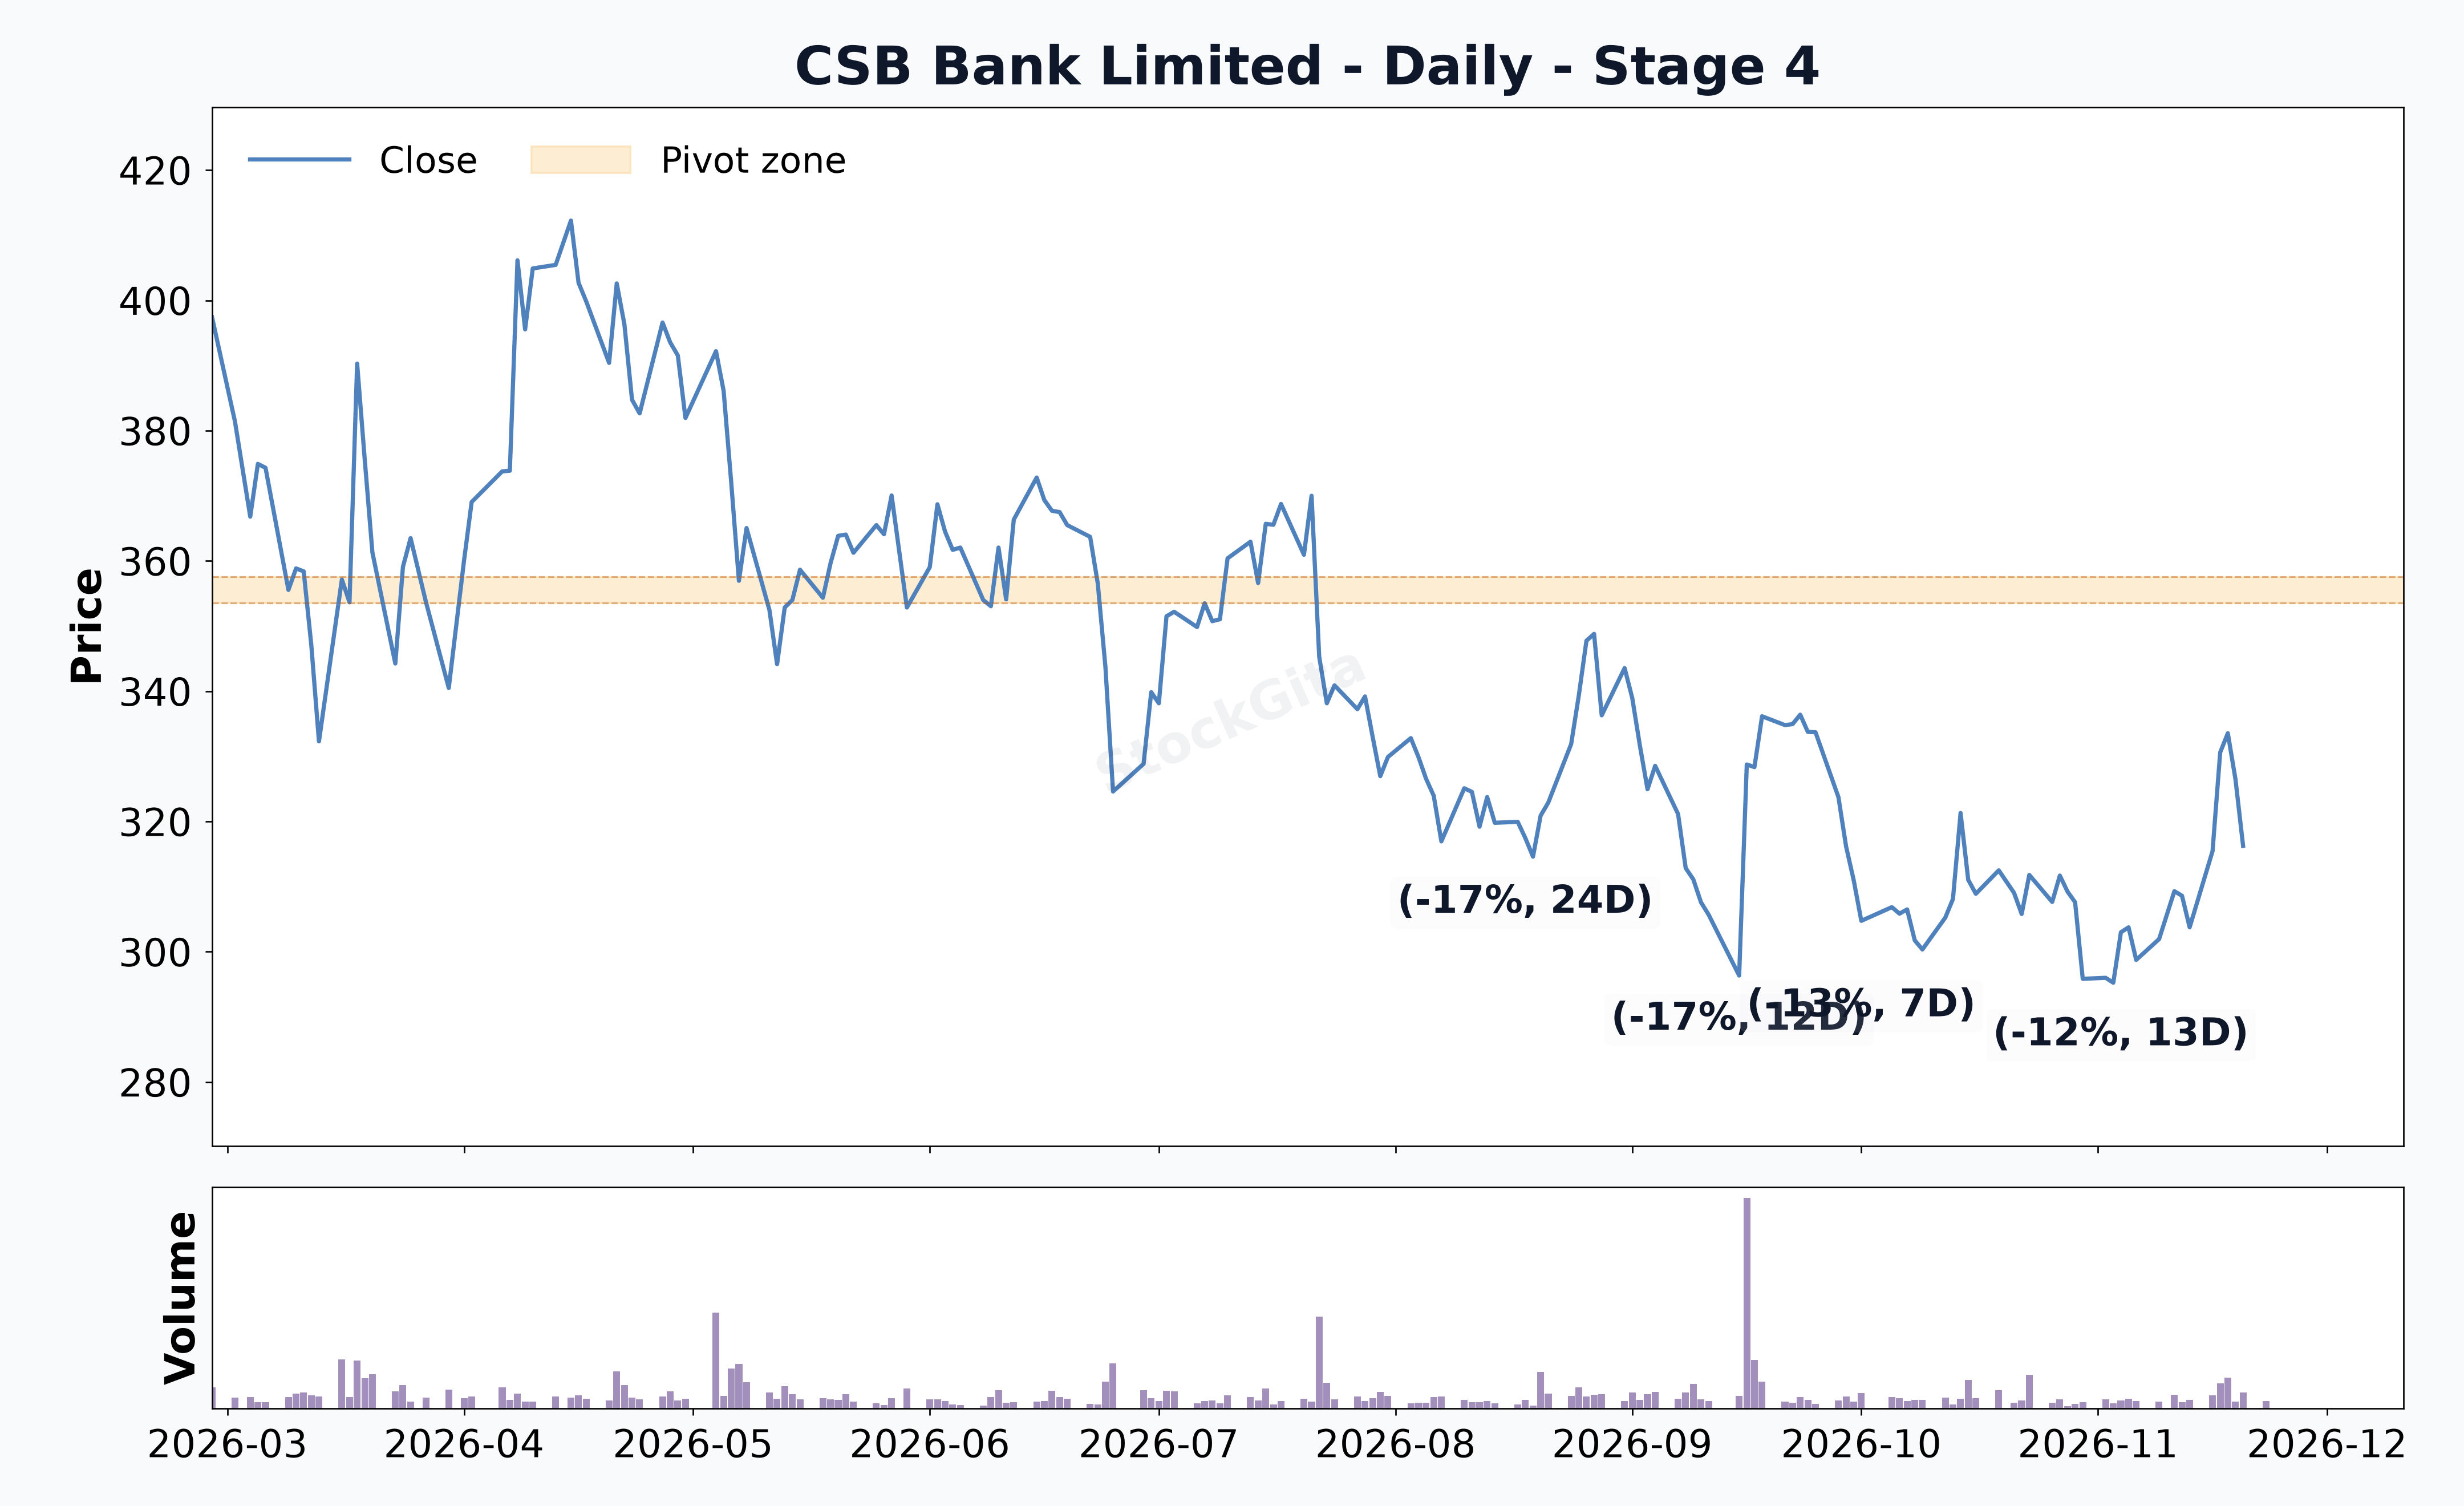 CSB Bank Limited - Daily - Stage 4
Close
Pivot zone
420
400
380
360
340
320
300
280
Price
StockGita
(-17%, 24D)
(-17%, 12D)
(-13%, 7D)
(-12%, 13D)
Volume
2026-03
2026-04
2026-05
2026-06
2026-07
2026-08
2026-09
2026-10
2026-11
2026-12